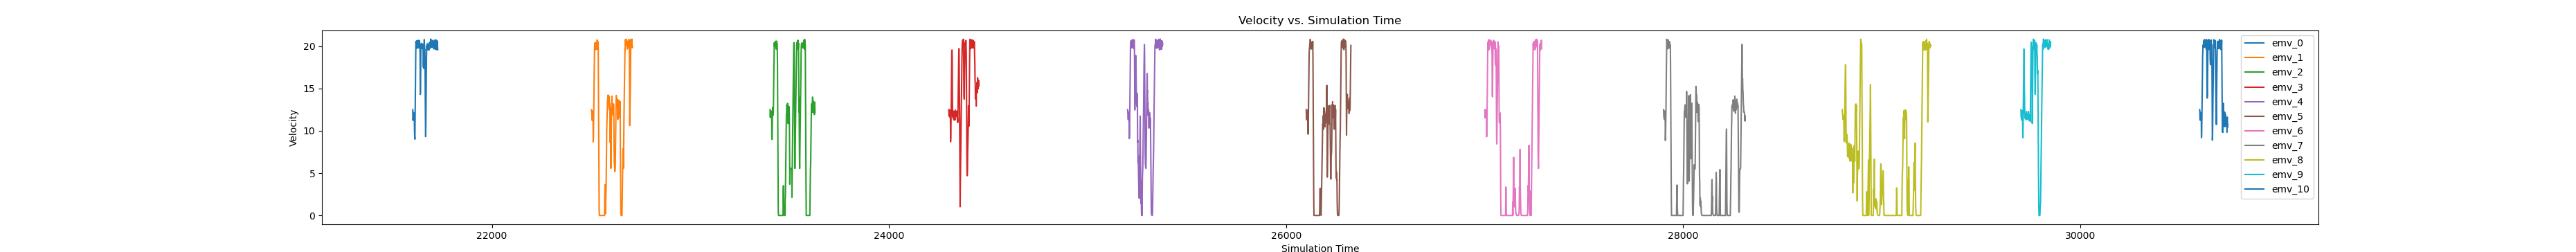 Velocity vs. Simulation Time
Velocity
20
15
10
5
0
22000
24000
26000
28000
30000
Simulation Time
emv_0
emv_1
emv_2
emv_3
emv_4
emv_5
emv_6
emv_7
emv_8
emv_9
emv_10